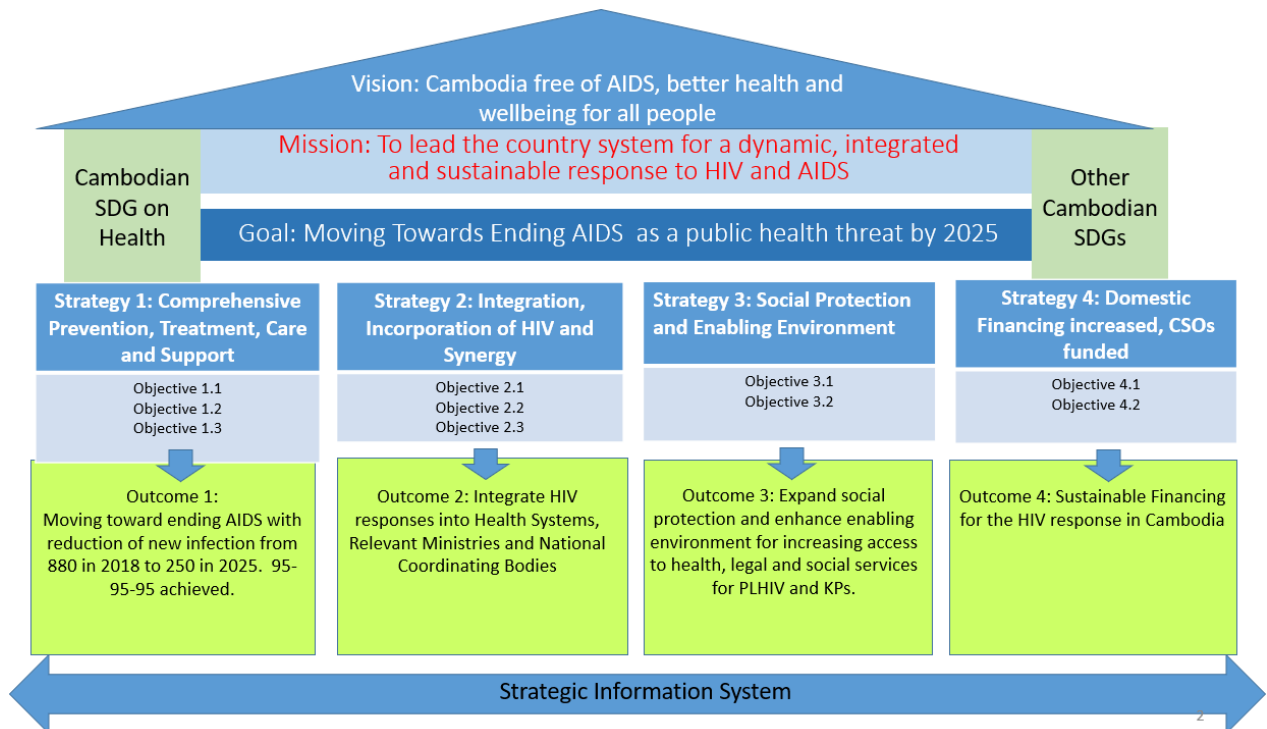 Vision: Cambodia free of AIDS, better health and
wellbeing for all people
Mission: To lead the country system for a dynamic, integrated
and sustainable response to HIV and AIDS
Cambodian
SDG on
Health
Other
Cambodian
SDGs
Goal: Moving Towards Ending AIDS as a public health threat by 2025
Strategy 1: Comprehensive
Prevention, Treatment, Care
and Support
Objective 1.1
Objective 1.2
Objective 1.3
Outcome 1:
Moving toward ending AIDS with
reduction of new infection from
880 in 2018 to 250 in 2025. 95-
95-95 achieved.
Strategy 2: Integration,
Incorporation of HIV and
Synergy
Objective 2.1
Objective 2.2
Objective 2.3
Outcome 2: Integrate HIV
responses into Health Systems,
Relevant Ministries and National
Coordinating Bodies
Strategy 3: Social Protection
and Enabling Environment
Objective 3.1
Objective 3.2
Outcome 3: Expand social
protection and enhance enabling
environment for increasing access
to health, legal and social services
for PLHIV and KPs.
Strategy 4: Domestic
Financing increased, CSOs
funded
Objective 4.1
Objective 4.2
Outcome 4: Sustainable Financing
for the HIV response in Cambodia
Strategic Information System
2